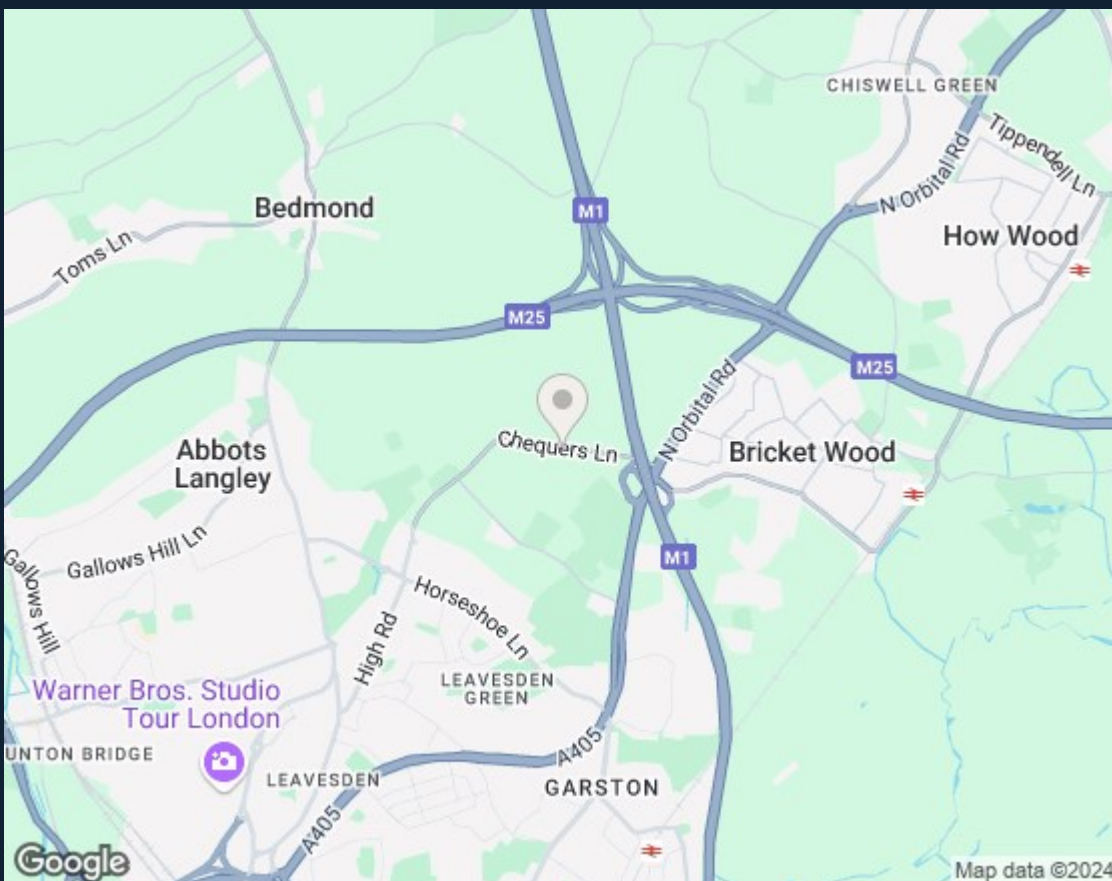 CHISWELL GREEN
Tippendell Ln
N Orbital Rd
M1
Bedmond
How Wood
Toms Ln
M25
M25
N Orbital Rd
Chequers Ln
Abbots
Langley
Bricket Wood
Gallows Hill Ln
M1
Gallows Hill
Horseshoe Ln
High Rd
LEAVESDEN
GREEN
Warner Bros. Studio
Tour London
UNTON BRIDGE
A405
LEAVESDEN
GARSTON
A405
Google
Map data ©2024